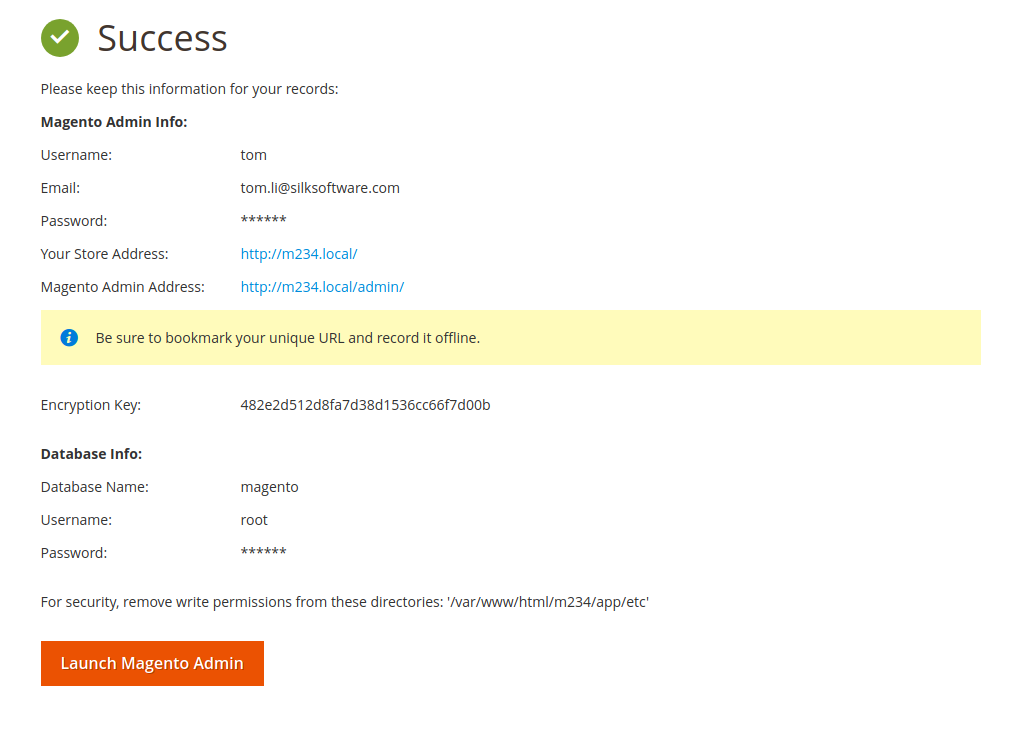 Success
Please keep this information for your records:
Magento Admin Info:
Username: tom
Email: tom.li@silksoftware.com
Password: ******
Your Store Address: http://m234.local/
Magento Admin Address: http://m234.local/admin/
Be sure to bookmark your unique URL and record it offline.
Encryption Key: 482e2d512d8fa7d38d1536cc66f7d00b
Database Info:
Database Name: magento
Username: root
Password: ******
For security, remove write permissions from these directories: '/var/www/html/m234/app/etc'
Launch Magento Admin